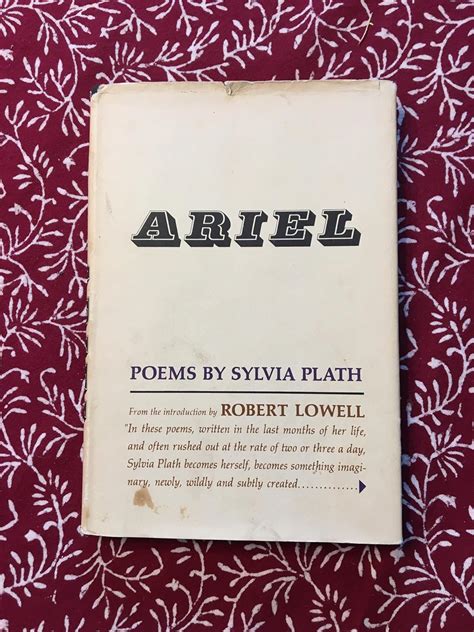 ARIEL
POEMS BY SYLVIA PLATH
From the introduction by ROBERT LOWELL
"In these poems, written in the last months of her life,
and often rushed out at the rate of two or three a day,
Sylvia Plath becomes herself, becomes something imagi-
nary, newly, wildly and subtly created.............